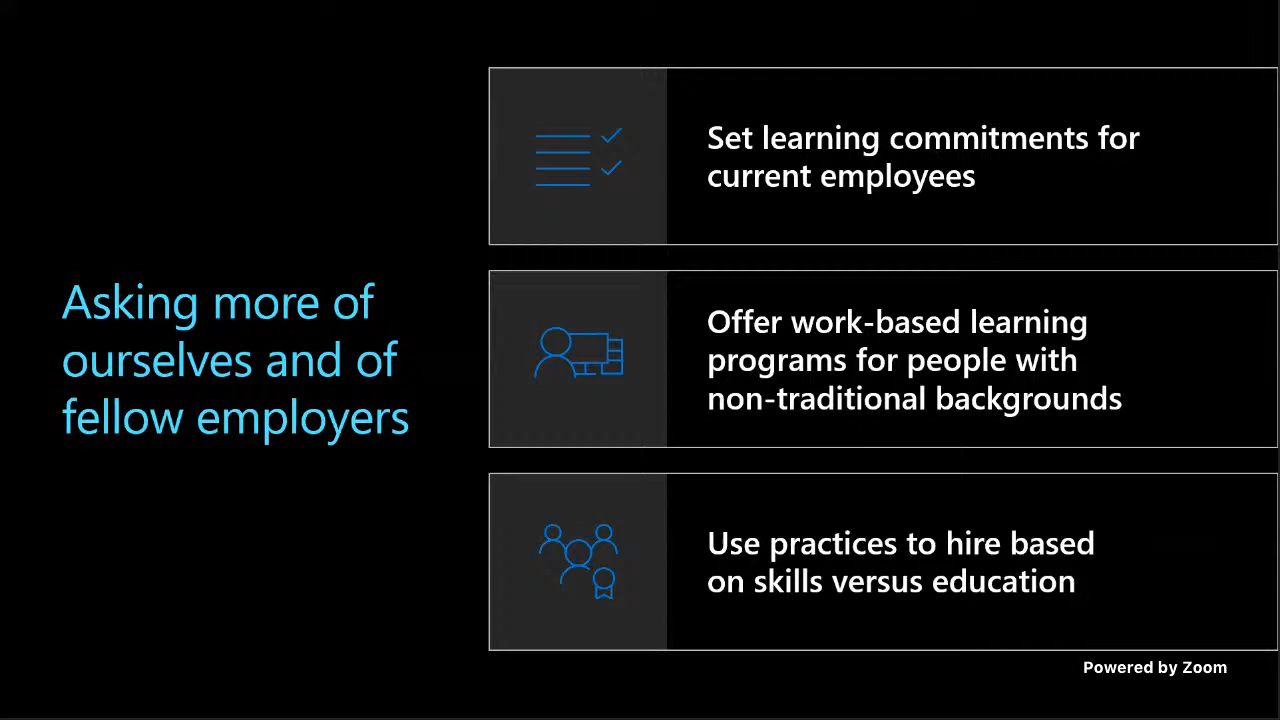 Asking more of
ourselves and of
fellow employers
Set learning commitments for
current employees
Offer work-based learning
programs for people with
non-traditional backgrounds
Use practices to hire based
on skills versus education
Powered by Zoom